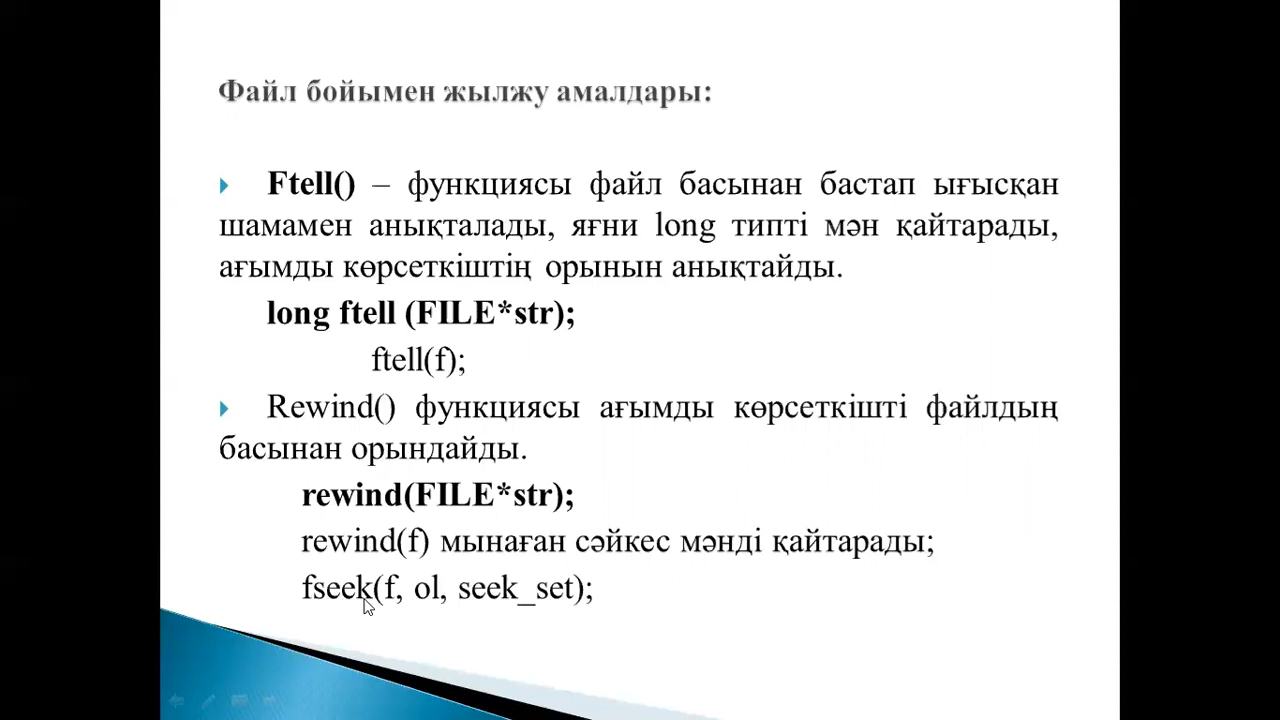 Файл бойымен жылжу амалдары:
Ftell() – функциясы файл басынан бастап ығысқан
шамамен анықталады, яғни long типті мән қайтарады,
ағымды көрсеткіштің орынын анықтайды.
long ftell (FILE*str);
ftell(f);
Rewind() функциясы ағымды көрсеткішті файлдың
басынан орындайды.
rewind(FILE*str);
rewind(f) мынаған сәйкес мәнді қайтарады;
fseek(f, ol, seek_set);